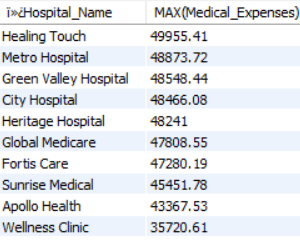 ï»¿Hospital_Name MAX(Medical_Expenses)
Healing Touch 49955.41
Metro Hospital 48873.72
Green Valley Hospital 48548.44
City Hospital 48466.08
Heritage Hospital 48241
Global Medicare 47808.55
Fortis Care 47280.19
Sunrise Medical 45451.78
Apollo Health 43367.53
Wellness Clinic 35720.61